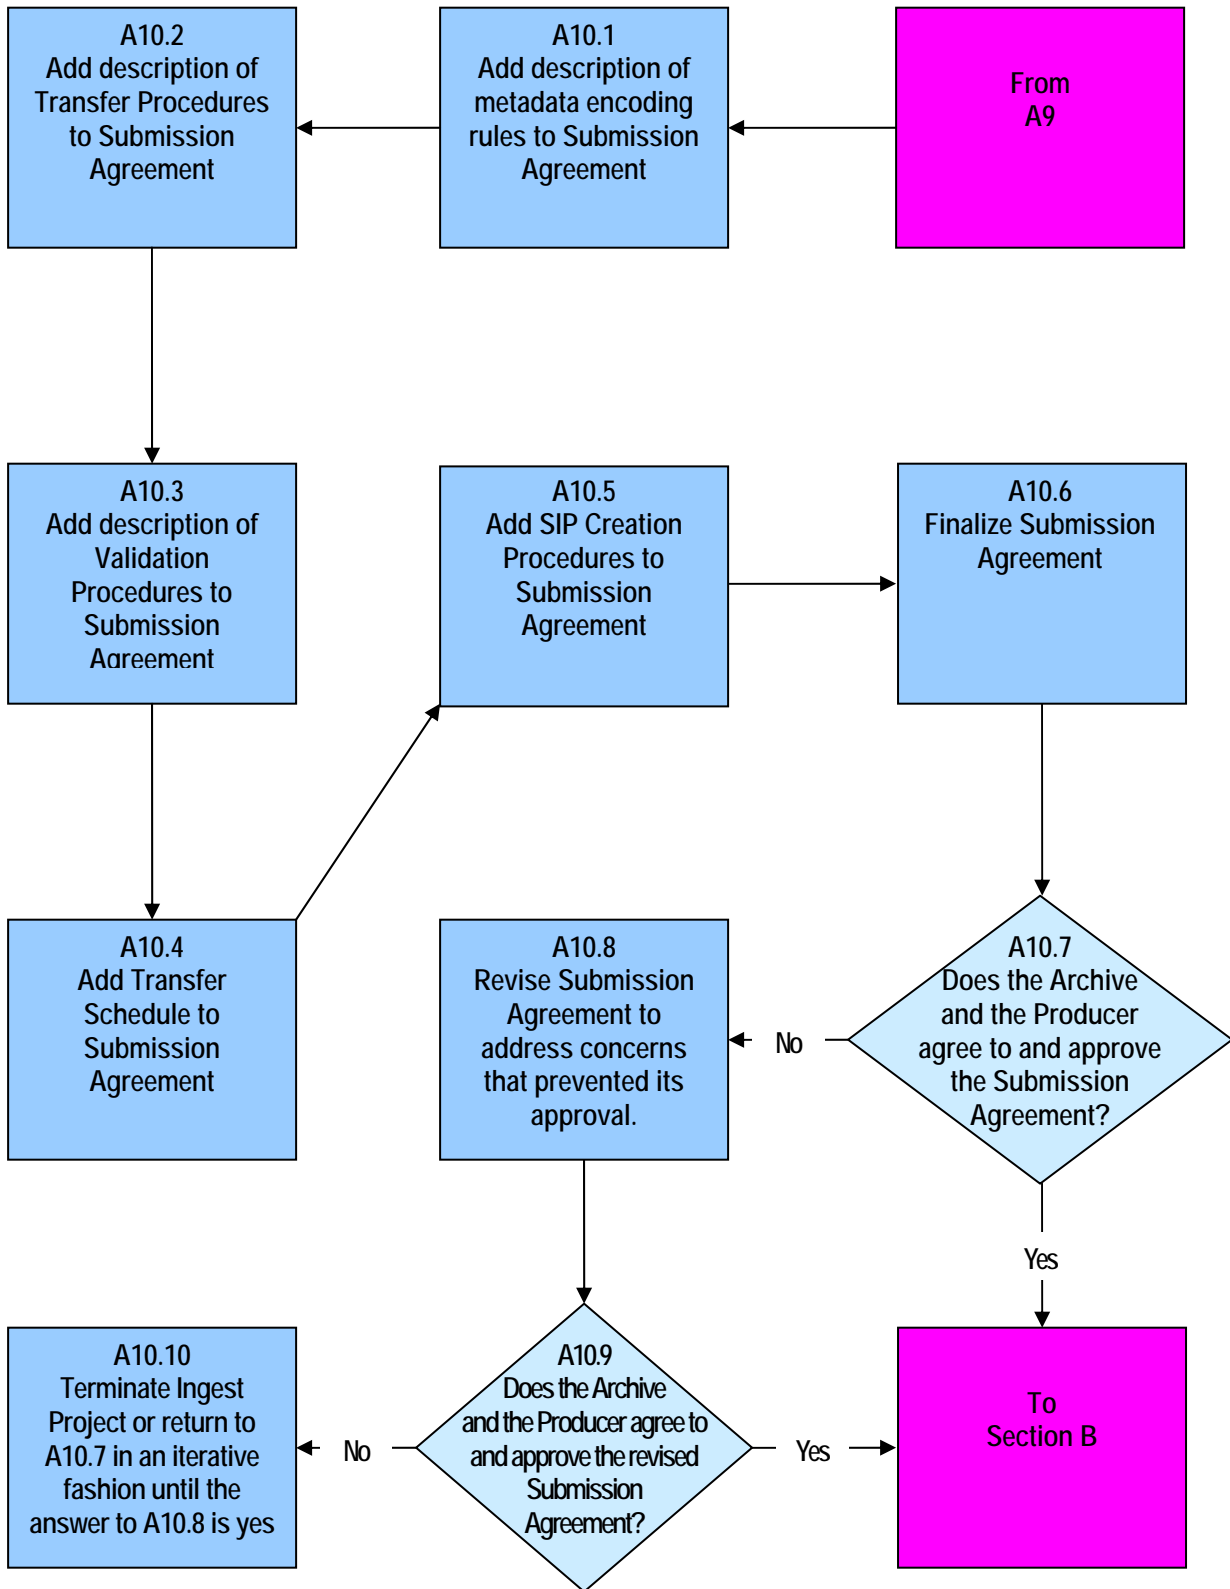 A10.2
Add description of
Transfer Procedures
to Submission
Agreement
A10.1
Add description of
metadata encoding
rules to Submission
Agreement
From
A9
A10.3
Add description of
Validation
Procedures to
Submission
Agreement
A10.5
Add SIP Creation
Procedures to
Submission
Agreement
A10.6
Finalize Submission
Agreement
A10.4
Add Transfer
Schedule to
Submission
Agreement
A10.8
Revise Submission
Agreement to
address concerns
that prevented its
approval.
No
A10.7
Does the Archive
and the Producer
agree to and approve
the Submission
Agreement?
Yes
A10.10
Terminate Ingest
Project or return to
A10.7 in an iterative
fashion until the
answer to A10.8 is yes
No
A10.9
Does the Archive
and the Producer agree to
and approve the revised
Submission
Agreement?
Yes
To
Section B